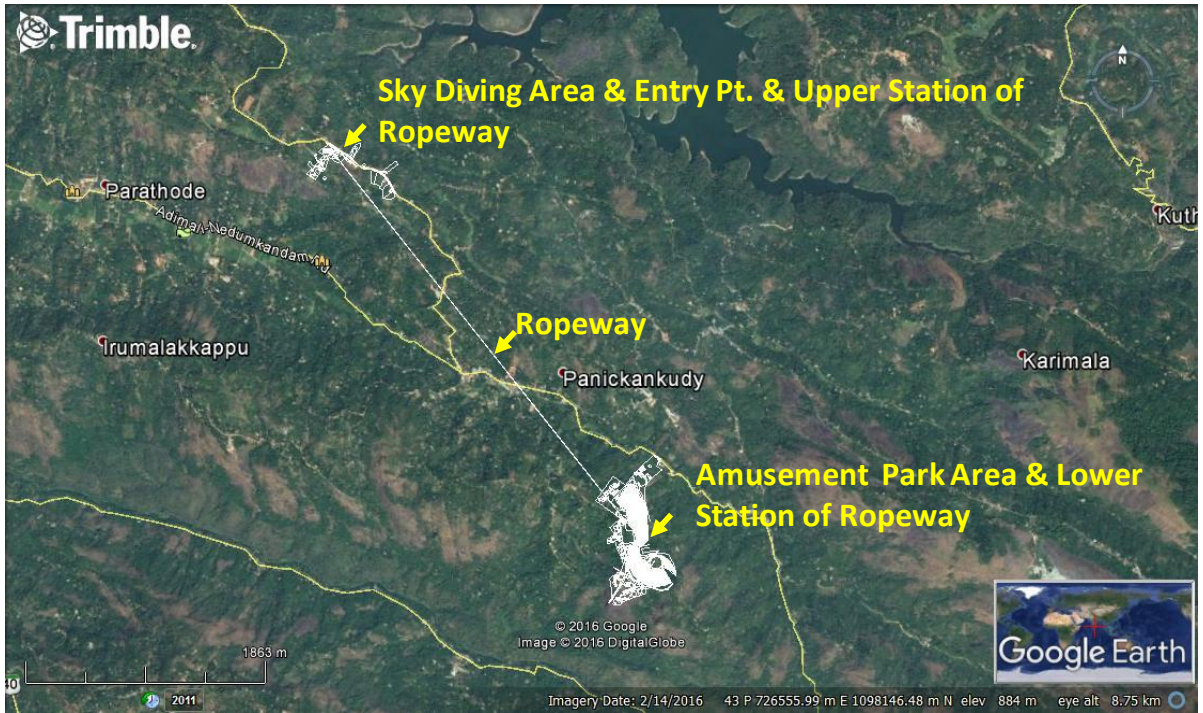 Trimble.
N
Sky Diving Area & Entry Pt. & Upper Station of
Ropeway
Parathode
Kuth
Adimali-Nedumkandam Rd
Ropeway
Irumalakkappu
Karimala
Panickankudy
Amusement Park Area & Lower
Station of Ropeway
© 2016 Google
Image © 2016 DigitalGlobe
1863 m
Google Earth
2011
Imagery Date: 2/14/2016 43 P 726555.99 m E 1098146.48 m N elev 884 m eye alt 8.75 km